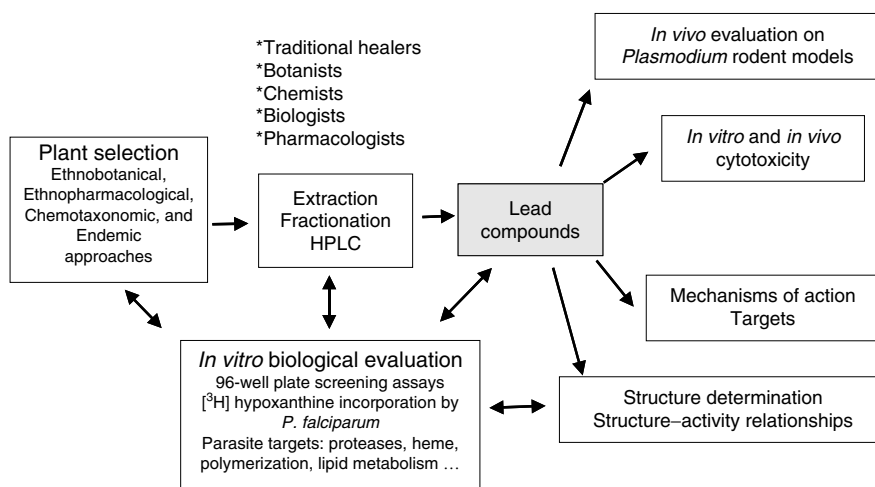 *Traditional healers
*Botanists
*Chemists
*Biologists
*Pharmacologists
Plant selection
Ethnobotanical,
Ethnopharmacological,
Chemotaxonomic, and
Endemic
approaches
Extraction
Fractionation
HPLC
Lead
compounds
In vivo evaluation on
Plasmodium rodent models
In vitro and in vivo
cytotoxicity
Mechanisms of action
Targets
Structure determination
Structure–activity relationships
In vitro biological evaluation
96-well plate screening assays
[³H] hypoxanthine incorporation by
P. falciparum
Parasite targets: proteases, heme,
polymerization, lipid metabolism ...